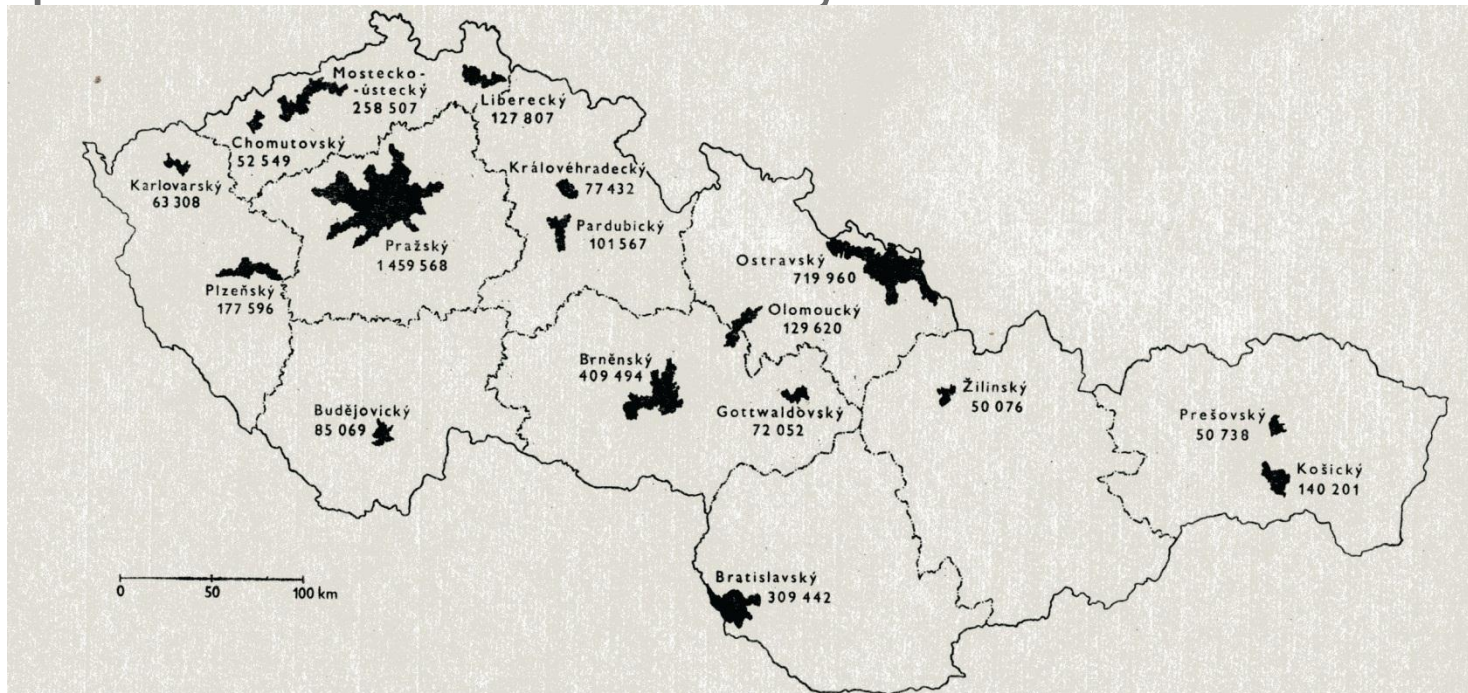 Mostecko-
-ústecký
258 507
Liberecký
127 807
Chomutovský
52 549
Karlovarský
63 308
Královéhradecký
77 432
Pardubický
101 567
Pražský
1 459 568
Plzeňský
177 596
Ostravský
719 960
Olomoucký
129 620
Brněnský
409 494
Gottwaldovský
72 052
Budějovický
85 069
Žilinský
50 076
Prešovský
50 738
Košický
140 201
Bratislavský
309 442
0 50 100 km